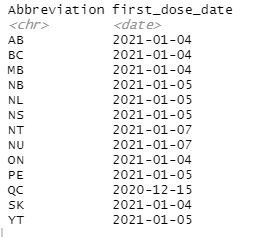 Abbreviation first_dose_date
<chr> <date>
AB 2021-01-04
BC 2021-01-04
MB 2021-01-04
NB 2021-01-05
NL 2021-01-05
NS 2021-01-05
NT 2021-01-07
NU 2021-01-07
ON 2021-01-04
PE 2021-01-05
QC 2020-12-15
SK 2021-01-04
YT 2021-01-05